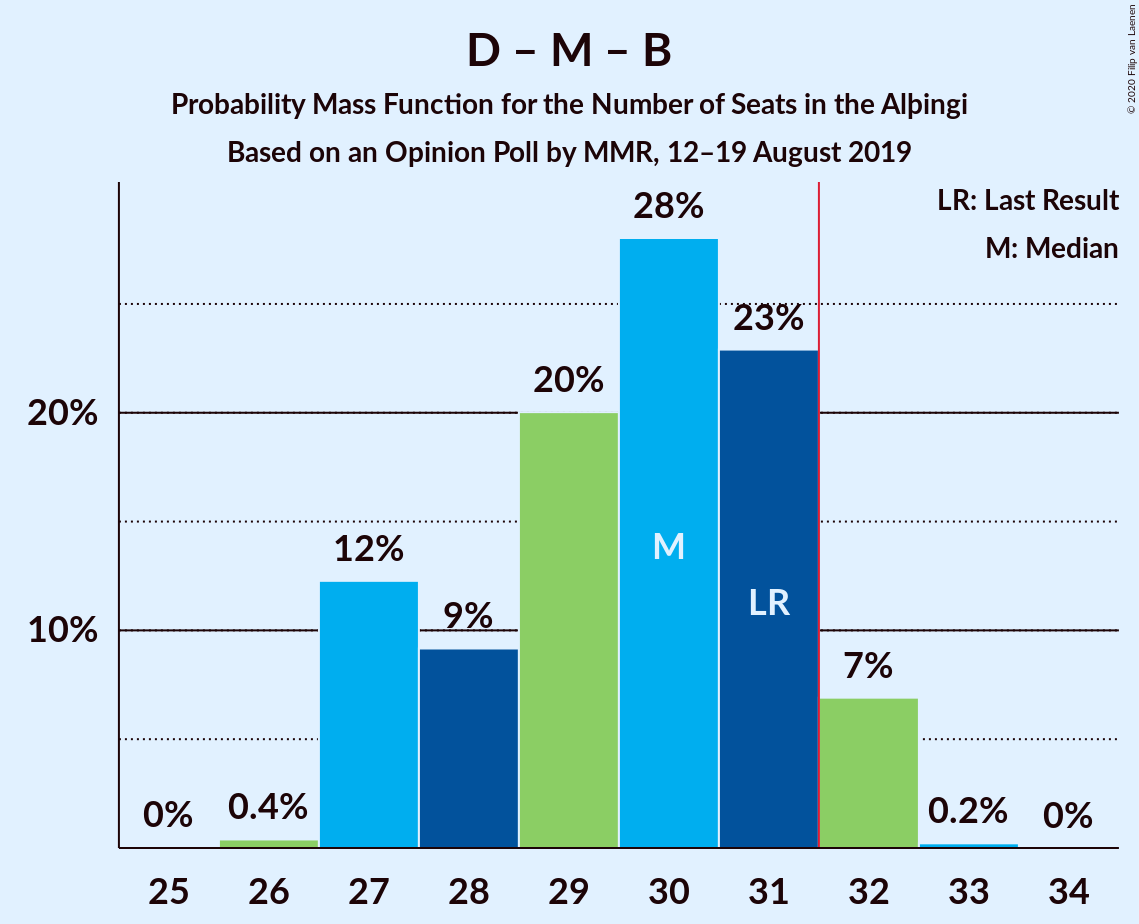 D – M – B
Probability Mass Function for the Number of Seats in the Alþingi
Based on an Opinion Poll by MMR, 12–19 August 2019
© 2020 Filip van Laenen
LR: Last Result
M: Median
28%
23%
20%
20%
12%
9%
10%
7%
0%
0.4%
0.2%
0%
M
LR
25 26 27 28 29 30 31 32 33 34